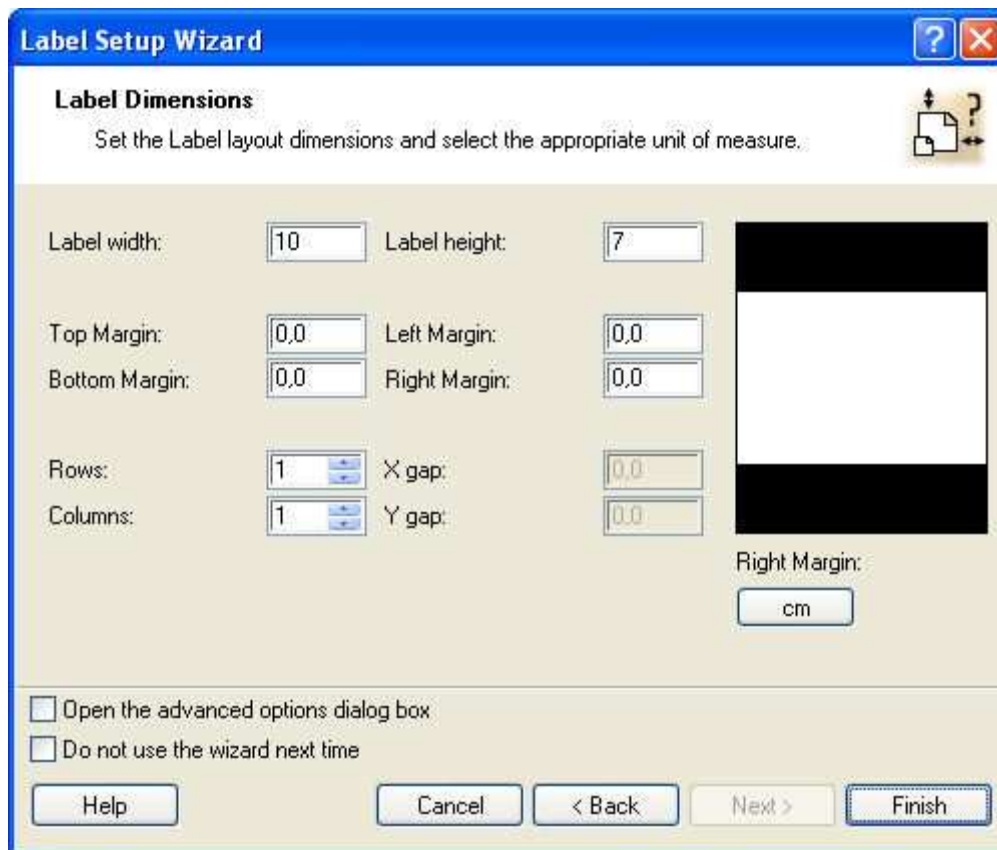 Label Setup Wizard
Label Dimensions
Set the Label layout dimensions and select the appropriate unit of measure.
Label width: 10 Label height: 7
Top Margin: 0,0 Left Margin: 0,0
Bottom Margin: 0,0 Right Margin: 0,0
Rows: 1 X gap: 0,0
Columns: 1 Y gap: 0.0
Right Margin:
cm
Open the advanced options dialog box
Do not use the wizard next time
Help Cancel < Back Next > Finish